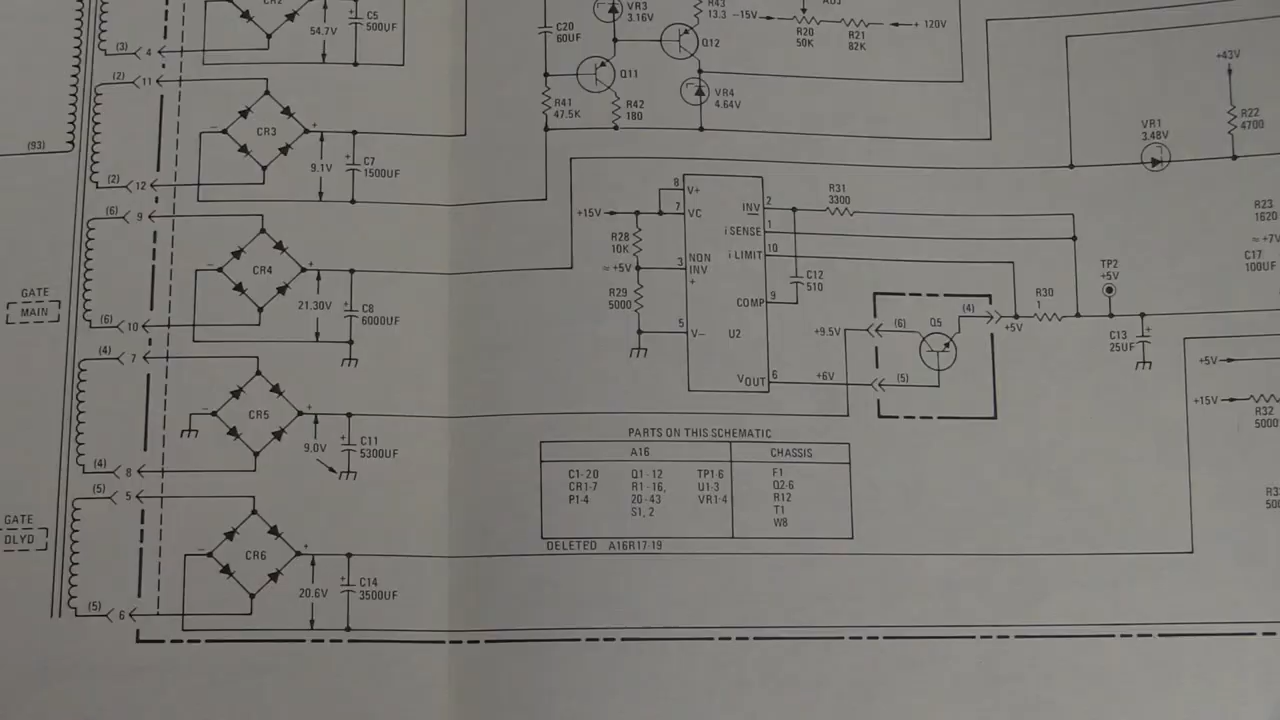 CR2
C5
500UF
54.7V
(3) 4
(2) 11
CR3
+
9.1V
C7
1500UF
(2) 12
(93)
(6) 9
CR4
+
21.30V
C8
6000UF
(6) 10
GATE
MAIN
(4) 7
CR5
+
9.0V
C11
5300UF
(4) 8
(5) 5
GATE
DLYD
CR6
+
20.6V
C14
3500UF
(5) 6
C20
60UF
VR3
3.16V
R43
13.3
-15V
R20
50K
R21
82K
+ 120V
Q12
Q11
R41
47.5K
R42
180
VR4
4.64V
+43V
R22
4700
VR1
3.48V
+15V
R28
10K
≈ +5V
R29
5000
8 V+
7 VC
3 NON
INV
+
5 V-
U2
INV 2
i SENSE 1
i LIMIT 10
COMP 9
VOUT 6
R31
3300
C12
510
+9.5V
+6V
(6)
Q5
(4)
(5)
+5V
R30
1
TP2
+5V
C13
25UF
R23
1620
≈ +7V
C17
100UF
+5V
+15V
R32
5000
PARTS ON THIS SCHEMATIC
A16 CHASSIS
C1-20 Q1-12 TP1-6 F1
CR1-7 R1-16, U1-3 Q2-6
P1-4 20-43 VR1-4 R12
S1, 2 T1
W8
DELETED A16R17-19